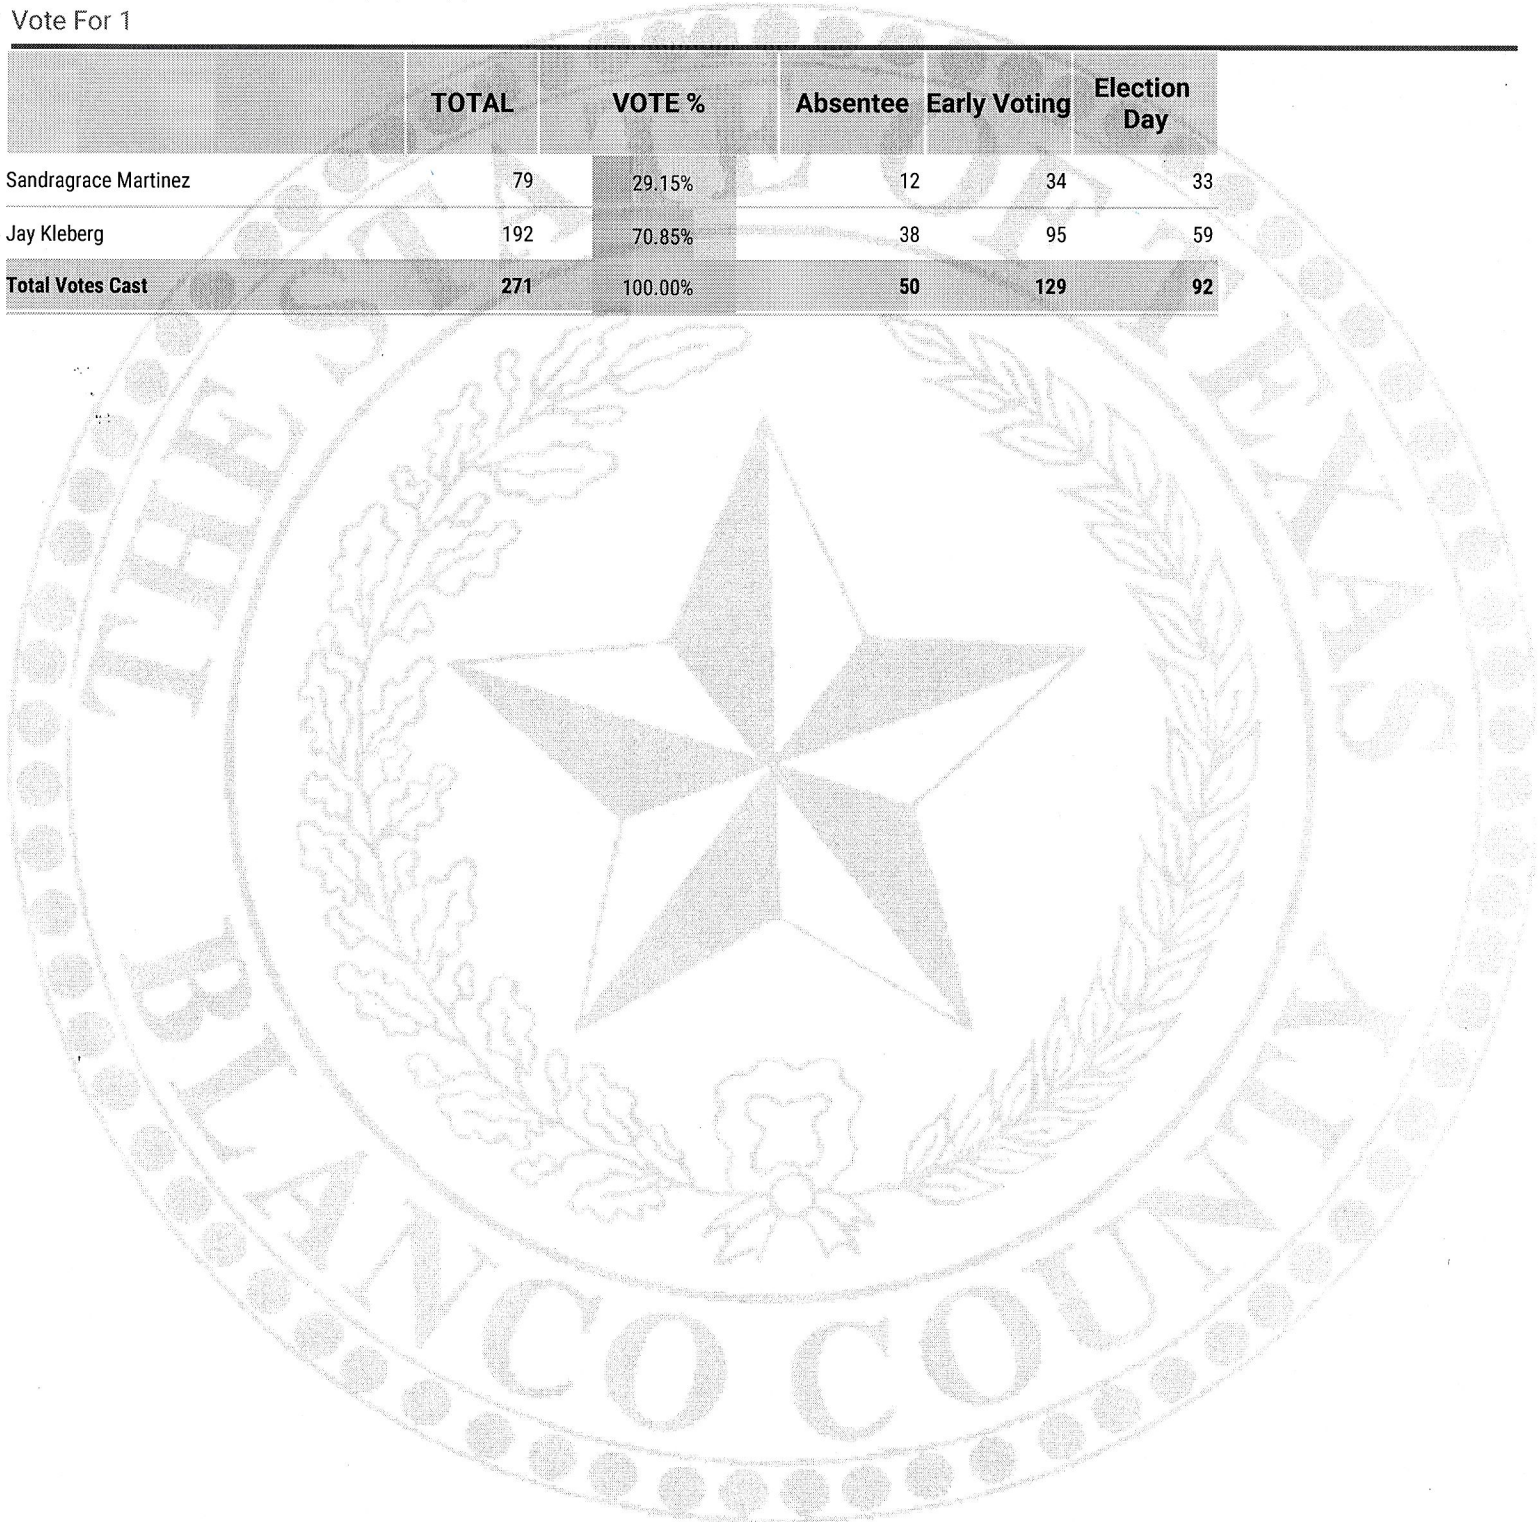 Vote For 1
TOTAL VOTE % Absentee Early Voting Election Day
Sandragrace Martinez 79 29.15% 12 34 33
Jay Kleberg 192 70.85% 38 95 59
Total Votes Cast 271 100.00% 50 129 92
THE STATE OF TEXAS
BLANCO COUNTY